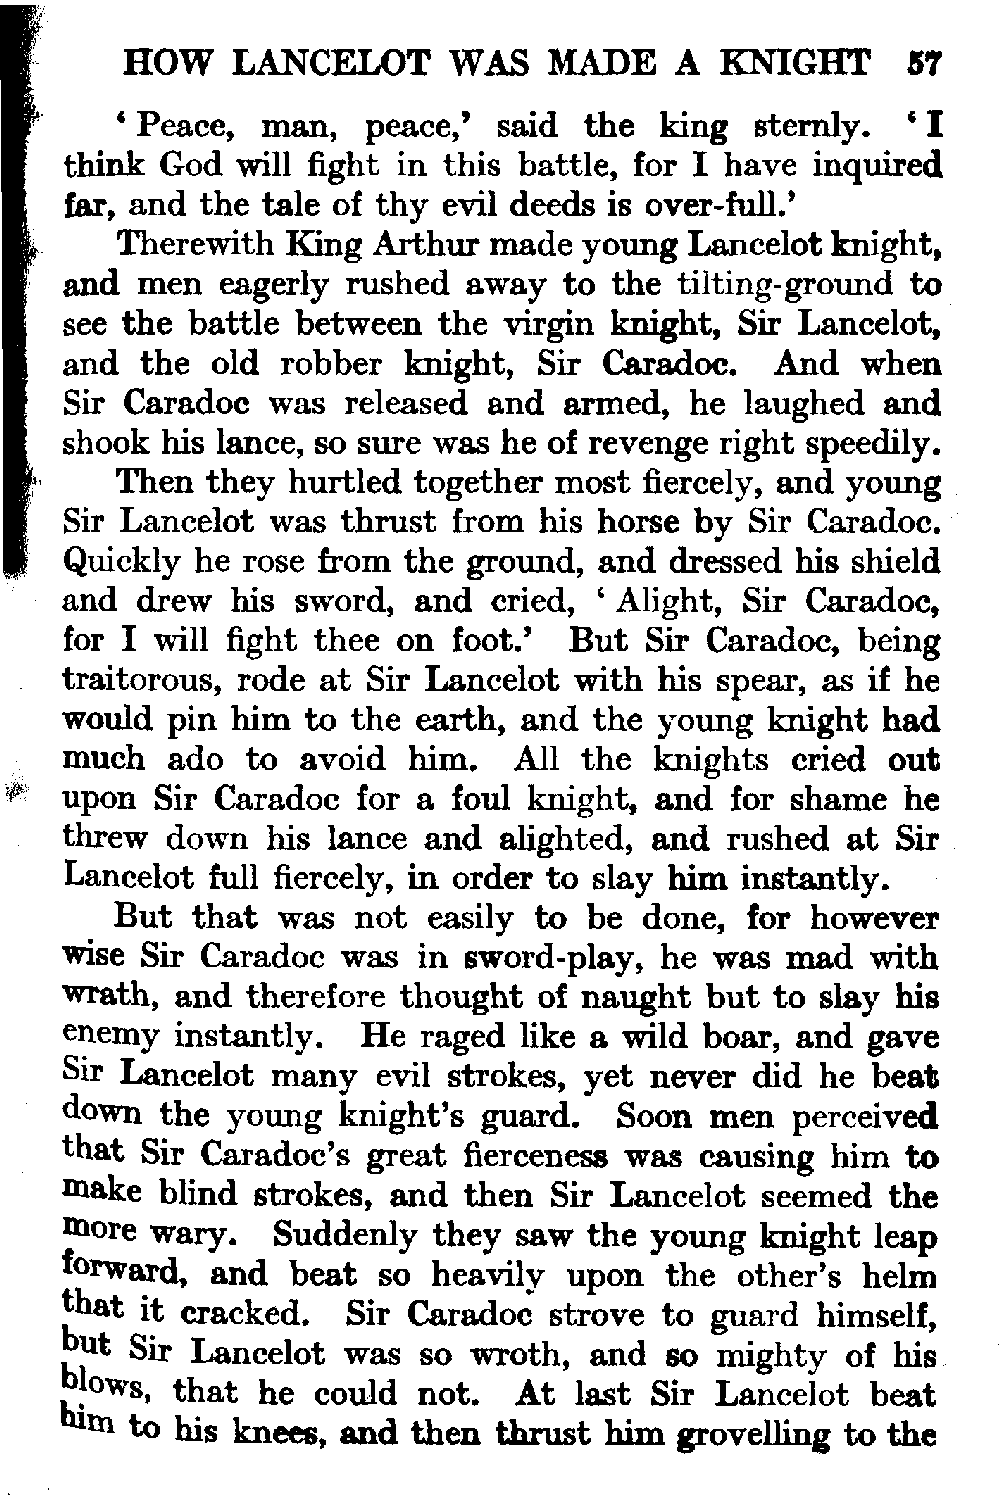 HOW LANCELOT WAS MADE A KNIGHT 57
‘ Peace, man, peace,’ said the king sternly. ‘ I
think God will fight in this battle, for I have inquired
far, and the tale of thy evil deeds is over-full.’
Therewith King Arthur made young Lancelot knight,
and men eagerly rushed away to the tilting-ground to
see the battle between the virgin knight, Sir Lancelot,
and the old robber knight, Sir Caradoc. And when
Sir Caradoc was released and armed, he laughed and
shook his lance, so sure was he of revenge right speedily.
Then they hurtled together most fiercely, and young
Sir Lancelot was thrust from his horse by Sir Caradoc.
Quickly he rose from the ground, and dressed his shield
and drew his sword, and cried, ‘ Alight, Sir Caradoc,
for I will fight thee on foot.’ But Sir Caradoc, being
traitorous, rode at Sir Lancelot with his spear, as if he
would pin him to the earth, and the young knight had
much ado to avoid him. All the knights cried out
upon Sir Caradoc for a foul knight, and for shame he
threw down his lance and alighted, and rushed at Sir
Lancelot full fiercely, in order to slay him instantly.
But that was not easily to be done, for however
wise Sir Caradoc was in sword-play, he was mad with
wrath, and therefore thought of naught but to slay his
enemy instantly. He raged like a wild boar, and gave
Sir Lancelot many evil strokes, yet never did he beat
down the young knight’s guard. Soon men perceived
that Sir Caradoc’s great fierceness was causing him to
make blind strokes, and then Sir Lancelot seemed the
more wary. Suddenly they saw the young knight leap
forward, and beat so heavily upon the other’s helm
that it cracked. Sir Caradoc strove to guard himself,
but Sir Lancelot was so wroth, and so mighty of his
blows, that he could not. At last Sir Lancelot beat
him to his knees, and then thrust him grovelling to the